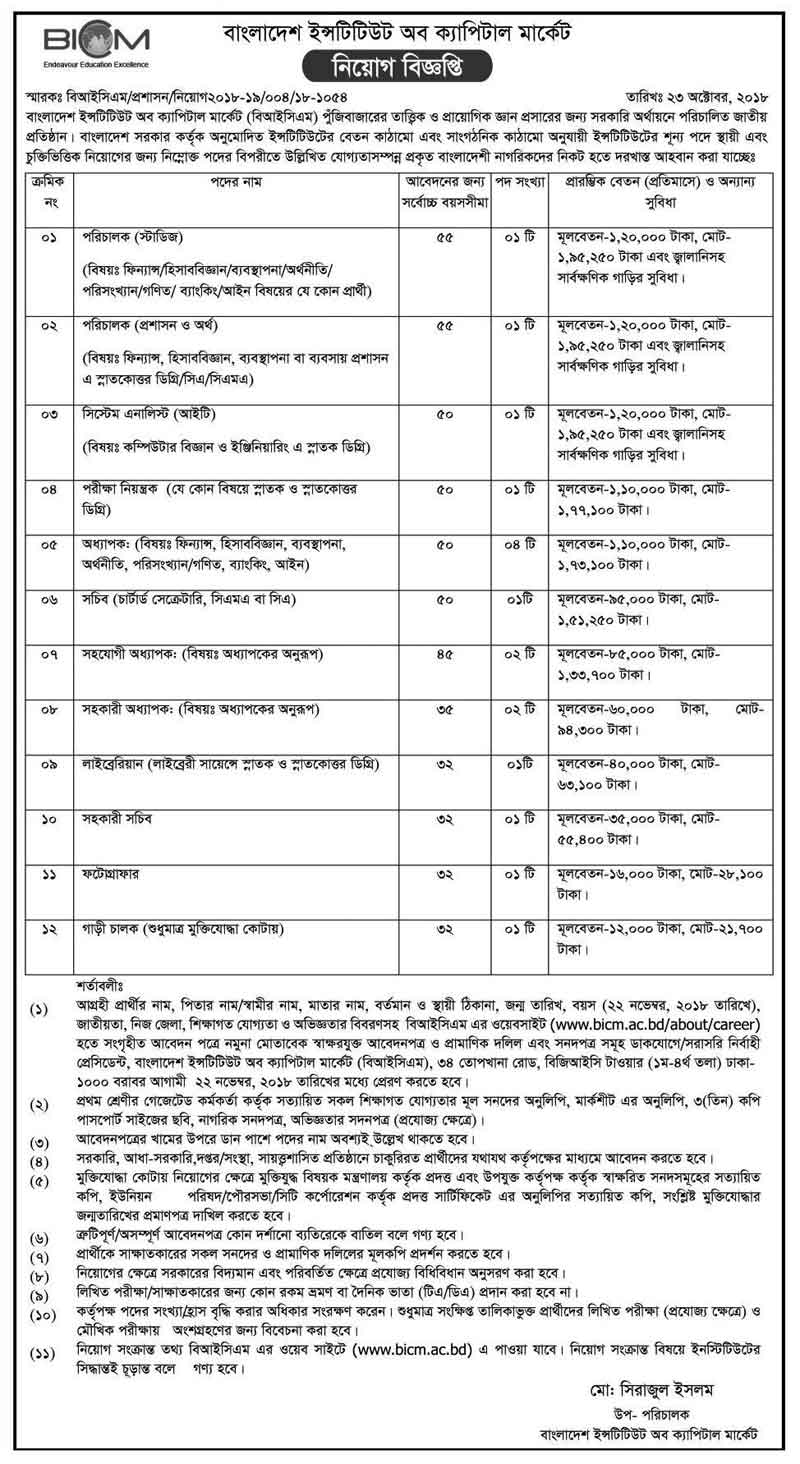 BICM
Endeavour Education Excellence
বাংলাদেশ ইন্সটিটিউট অব ক্যাপিটাল মার্কেট
নিয়োগ বিজ্ঞপ্তি
স্মারকঃ বিআইসিএম/প্রশাসন/নিয়োগ২০১৮-১৯/০০৪/১৮-১০৫৪ তারিখঃ ২৩ অক্টোবর, ২০১৮
বাংলাদেশ ইন্সটিটিউট অব ক্যাপিটাল মার্কেট (বিআইসিএম) পুঁজিবাজারের তাত্ত্বিক ও প্রায়োগিক জ্ঞান প্রসারের জন্য সরকারি অর্থায়নে পরিচালিত জাতীয়
প্রতিষ্ঠান। বাংলাদেশ সরকার কর্তৃক অনুমোদিত ইন্সটিটিউটের বেতন কাঠামো এবং সাংগঠনিক কাঠামো অনুযায়ী ইন্সটিটিউটের শূন্য পদে স্থায়ী এবং
চুক্তিভিত্তিক নিয়োগের জন্য নিম্নোক্ত পদের বিপরীতে উল্লিখিত যোগ্যতাসম্পন্ন প্রকৃত বাংলাদেশী নাগরিকদের নিকট হতে দরখাস্ত আহবান করা যাচ্ছেঃ
ক্রমিক নং পদের নাম আবেদনের জন্য সর্বোচ্চ বয়সসীমা পদ সংখ্যা প্রারম্ভিক বেতন (প্রতিমাসে) ও অন্যান্য সুবিধা
০১ পরিচালক (স্টাডিজ) ৫৫ ০১ টি মূলবেতন-১,২০,০০০ টাকা, মোট-
১,৯৫,২৫০ টাকা এবং জ্বালানিসহ
(বিষয়ঃ ফিন্যান্স/হিসাববিজ্ঞান/ব্যবস্থাপনা/অর্থনীতি/ সার্বক্ষণিক গাড়ির সুবিধা।
পরিসংখ্যান/গণিত/ ব্যাংকিং/আইন বিষয়ের যে কোন প্রার্থী)
০২ পরিচালক (প্রশাসন ও অর্থ) ৫৫ ০১ টি মূলবেতন-১,২০,০০০ টাকা, মোট-
১,৯৫,২৫০ টাকা এবং জ্বালানিসহ
(বিষয়ঃ ফিন্যান্স, হিসাববিজ্ঞান, ব্যবস্থাপনা বা ব্যবসায় প্রশাসন সার্বক্ষণিক গাড়ির সুবিধা।
এ স্নাতকোত্তর ডিগ্রি/সিএ/সিএমএ)
০৩ সিস্টেম এনালিস্ট (আইটি) ৫০ ০১ টি মূলবেতন-১,২০,০০০ টাকা, মোট-
১,৯৫,২৫০ টাকা এবং জ্বালানিসহ
(বিষয়ঃ কম্পিউটার বিজ্ঞান ও ইঞ্জিনিয়ারিং এ স্নাতক ডিগ্রি) সার্বক্ষণিক গাড়ির সুবিধা।
০৪ পরীক্ষা নিয়ন্ত্রক (যে কোন বিষয়ে স্নাতক ও স্নাতকোত্তর ৫০ ০১ টি মূলবেতন-১,১০,০০০ টাকা, মোট-
ডিগ্রি) ১,৭৭,১০০ টাকা।
০৫ অধ্যাপক: (বিষয়ঃ ফিন্যান্স, হিসাববিজ্ঞান, ব্যবস্থাপনা, ৫০ ০৪ টি মূলবেতন-১,১০,০০০ টাকা, মোট-
অর্থনীতি, পরিসংখ্যান/গণিত, ব্যাংকিং, আইন) ১,৭৩,১০০ টাকা।
০৬ সচিব (চার্টার্ড সেক্রেটারি, সিএমএ বা সিএ) ৫০ ০১টি মূলবেতন-৯৫,০০০ টাকা, মোট-
১,৫১,২৫০ টাকা।
০৭ সহযোগী অধ্যাপক: (বিষয়ঃ অধ্যাপকের অনুরূপ) ৪৫ ০২ টি মূলবেতন-৮৫,০০০ টাকা, মোট-
১,৩৩,৭০০ টাকা।
০৮ সহকারী অধ্যাপক: (বিষয়ঃ অধ্যাপকের অনুরূপ) ৩৫ ০২ টি মূলবেতন-৬০,০০০ টাকা, মোট-
৯৪,৩০০ টাকা।
০৯ লাইব্রেরিয়ান (লাইব্রেরী সায়েন্সে স্নাতক ও স্নাতকোত্তর ডিগ্রি) ৩২ ০১টি মূলবেতন-৪০,০০০ টাকা, মোট-
৬৩,১০০ টাকা।
১০ সহকারী সচিব ৩২ ০১ টি মূলবেতন-৩৫,০০০ টাকা, মোট-
৫৫,৪০০ টাকা।
১১ ফটোগ্রাফার ৩২ ০১ টি মূলবেতন-১৬,০০০ টাকা, মোট-২৮,১০০
টাকা।
১২ গাড়ী চালক (শুধুমাত্র মুক্তিযোদ্ধা কোটায়) ৩২ ০১ টি মূলবেতন-১২,০০০ টাকা, মোট-২১,৭০০
টাকা।
শর্তাবলীঃ
(১) আগ্রহী প্রার্থীর নাম, পিতার নাম/স্বামীর নাম, মাতার নাম, বর্তমান ও স্থায়ী ঠিকানা, জন্ম তারিখ, বয়স (২২ নভেম্বর, ২০১৮ তারিখে),
জাতীয়তা, নিজ জেলা, শিক্ষাগত যোগ্যতা ও অভিজ্ঞতার বিবরণসহ বিআইসিএম এর ওয়েবসাইট (www.bicm.ac.bd/about/career)
হতে সংগৃহীত আবেদন পত্রে নমুনা মোতাবেক স্বাক্ষরযুক্ত আবেদনপত্র ও প্রামাণিক দলিল এবং সনদপত্র সমূহ ডাকযোগে/সরাসরি নির্বাহী
প্রেসিডেন্ট, বাংলাদেশ ইন্সটিটিউট অব ক্যাপিটাল মার্কেট (বিআইসিএম), ৩৪ তোপখানা রোড, বিজিআইসি টাওয়ার (১ম-৪র্থ তলা) ঢাকা-
১০০০ বরাবর আগামী ২২ নভেম্বর, ২০১৮ তারিখের মধ্যে প্রেরণ করতে হবে।
(২) প্রথম শ্রেণীর গেজেটেড কর্মকর্তা কর্তৃক সত্যায়িত সকল শিক্ষাগত যোগ্যতার মূল সনদের অনুলিপি, মার্কশীট এর অনুলিপি, ৩(তিন) কপি
পাসপোর্ট সাইজের ছবি, নাগরিক সনদপত্র, অভিজ্ঞতার সদনপত্র (প্রযোজ্য ক্ষেত্রে)।
(৩) আবেদনপত্রের খামের উপরে ডান পাশে পদের নাম অবশ্যই উল্লেখ থাকতে হবে।
(৪) সরকারি, আধা-সরকারি,দপ্তর/সংস্থা, সায়ত্ত্বশাসিত প্রতিষ্ঠানে চাকুরিরত প্রার্থীদের যথাযথ কর্তৃপক্ষের মাধ্যমে আবেদন করতে হবে।
(৫) মুক্তিযোদ্ধা কোটায় নিয়োগের ক্ষেত্রে মুক্তিযুদ্ধ বিষয়ক মন্ত্রণালয় কর্তৃক প্রদত্ত এবং উপযুক্ত কর্তৃপক্ষ কর্তৃক স্বাক্ষরিত সনদসমূহের সত্যায়িত
কপি, ইউনিয়ন পরিষদ/পৌরসভা/সিটি কর্পোরেশন কর্তৃক প্রদত্ত সার্টিফিকেট এর অনুলিপির সত্যায়িত কপি, সংশ্লিষ্ট মুক্তিযোদ্ধার
জন্মতারিখের প্রমাণপত্র দাখিল করতে হবে।
(৬) ত্রুটিপূর্ণ/অসম্পূর্ণ আবেদনপত্র কোন দর্শানো ব্যতিরেকে বাতিল বলে গণ্য হবে।
(৭) প্রার্থীকে সাক্ষাতকারের সকল সনদের ও প্রামাণিক দলিলের মূলকপি প্রদর্শন করতে হবে।
(৮) নিয়োগের ক্ষেত্রে সরকারের বিদ্যমান এবং পরিবর্তিত ক্ষেত্রে প্রযোজ্য বিধিবিধান অনুসরণ করা হবে।
(৯) লিখিত পরীক্ষা/সাক্ষাতকারের জন্য কোন রকম ভ্রমণ বা দৈনিক ভাতা (টিএ/ডিএ) প্রদান করা হবে না।
(১০) কর্তৃপক্ষ পদের সংখ্যা/হ্রাস বৃদ্ধি করার অধিকার সংরক্ষণ করেন। শুধুমাত্র সংক্ষিপ্ত তালিকাভুক্ত প্রার্থীদের লিখিত পরীক্ষা (প্রযোজ্য ক্ষেত্রে) ও
মৌখিক পরীক্ষায় অংশগ্রহণের জন্য বিবেচনা করা হবে।
(১১) নিয়োগ সংক্রান্ত তথ্য বিআইসিএম এর ওয়েব সাইটে (www.bicm.ac.bd) এ পাওয়া যাবে। নিয়োগ সংক্রান্ত বিষয়ে ইনস্টিটিউটের
সিদ্ধান্তই চূড়ান্ত বলে গণ্য হবে।
মো: সিরাজুল ইসলম
উপ- পরিচালক
বাংলাদেশ ইন্সটিটিউট অব ক্যাপিটাল মার্কেট